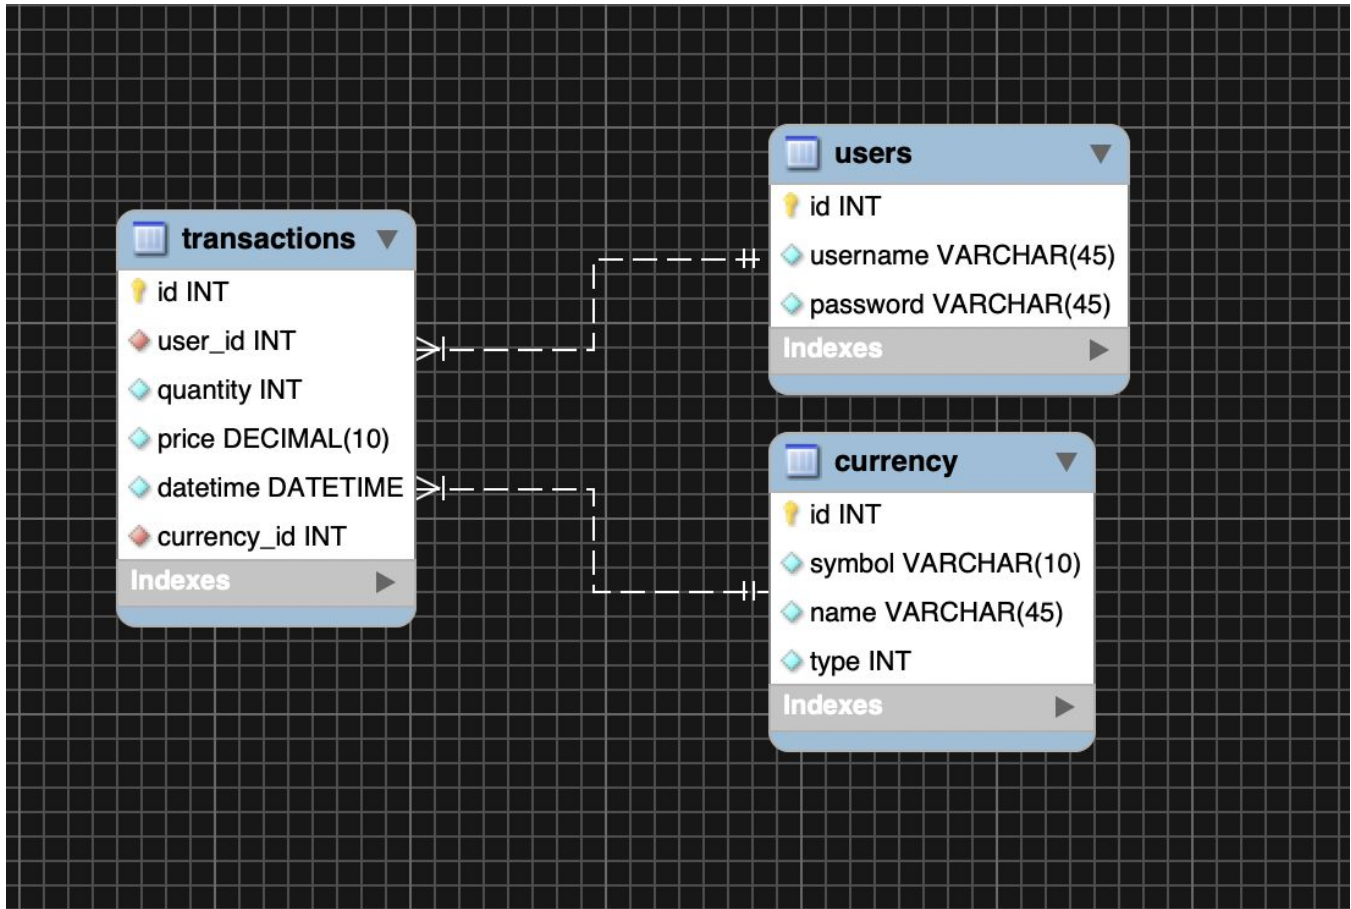 transactions
id INT
user_id INT
quantity INT
price DECIMAL(10)
datetime DATETIME
currency_id INT
Indexes
users
id INT
username VARCHAR(45)
password VARCHAR(45)
Indexes
currency
id INT
symbol VARCHAR(10)
name VARCHAR(45)
type INT
Indexes